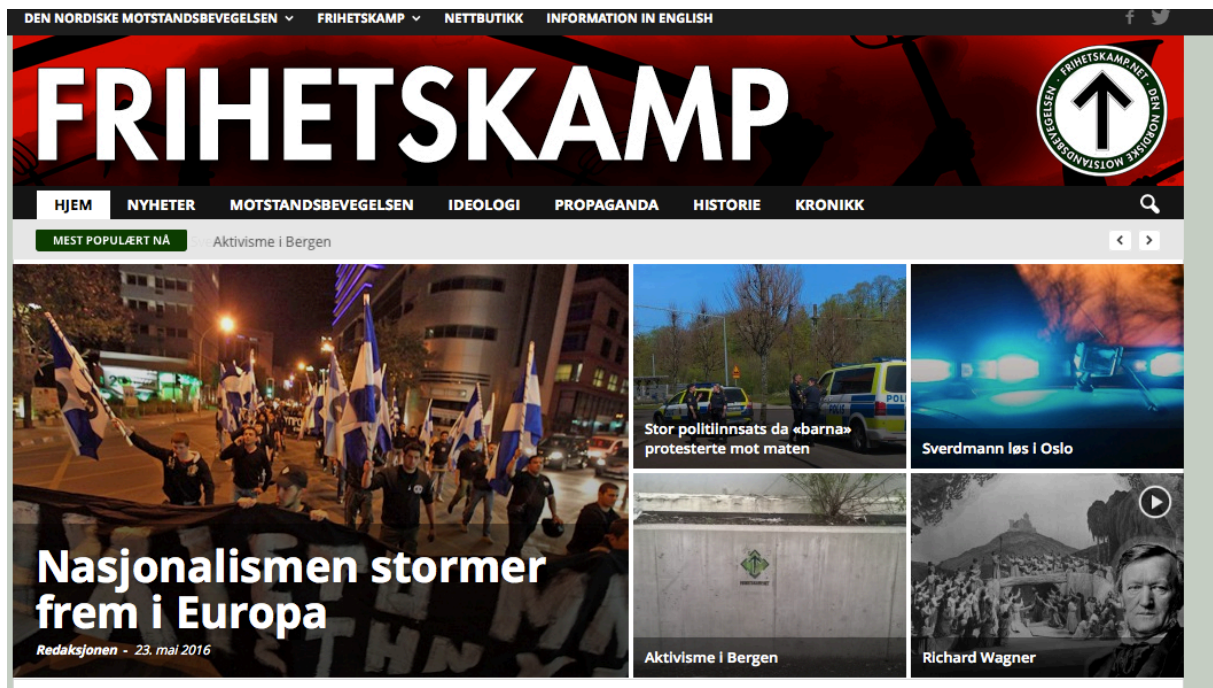 DEN NORDISKE MOTSTANDSBEVEGELSEN FRIHETSKAMP NETTBUTIKK INFORMATION IN ENGLISH
FRIHETSKAMP
FRIHETSKAMP.NET · DEN NORDISKE MOTSTANDSBEVEGELSEN ·
HJEM NYHETER MOTSTANDSBEVEGELSEN IDEOLOGI PROPAGANDA HISTORIE KRONIKK
MEST POPULÆRT NÅ Aktivisme i Bergen
Nasjonalismen stormer
frem i Europa
Redaksjonen - 23. mai 2016
Stor politiinnsats da «barna»
protesterte mot maten
Sverdmann løs i Oslo
Aktivisme i Bergen
Richard Wagner